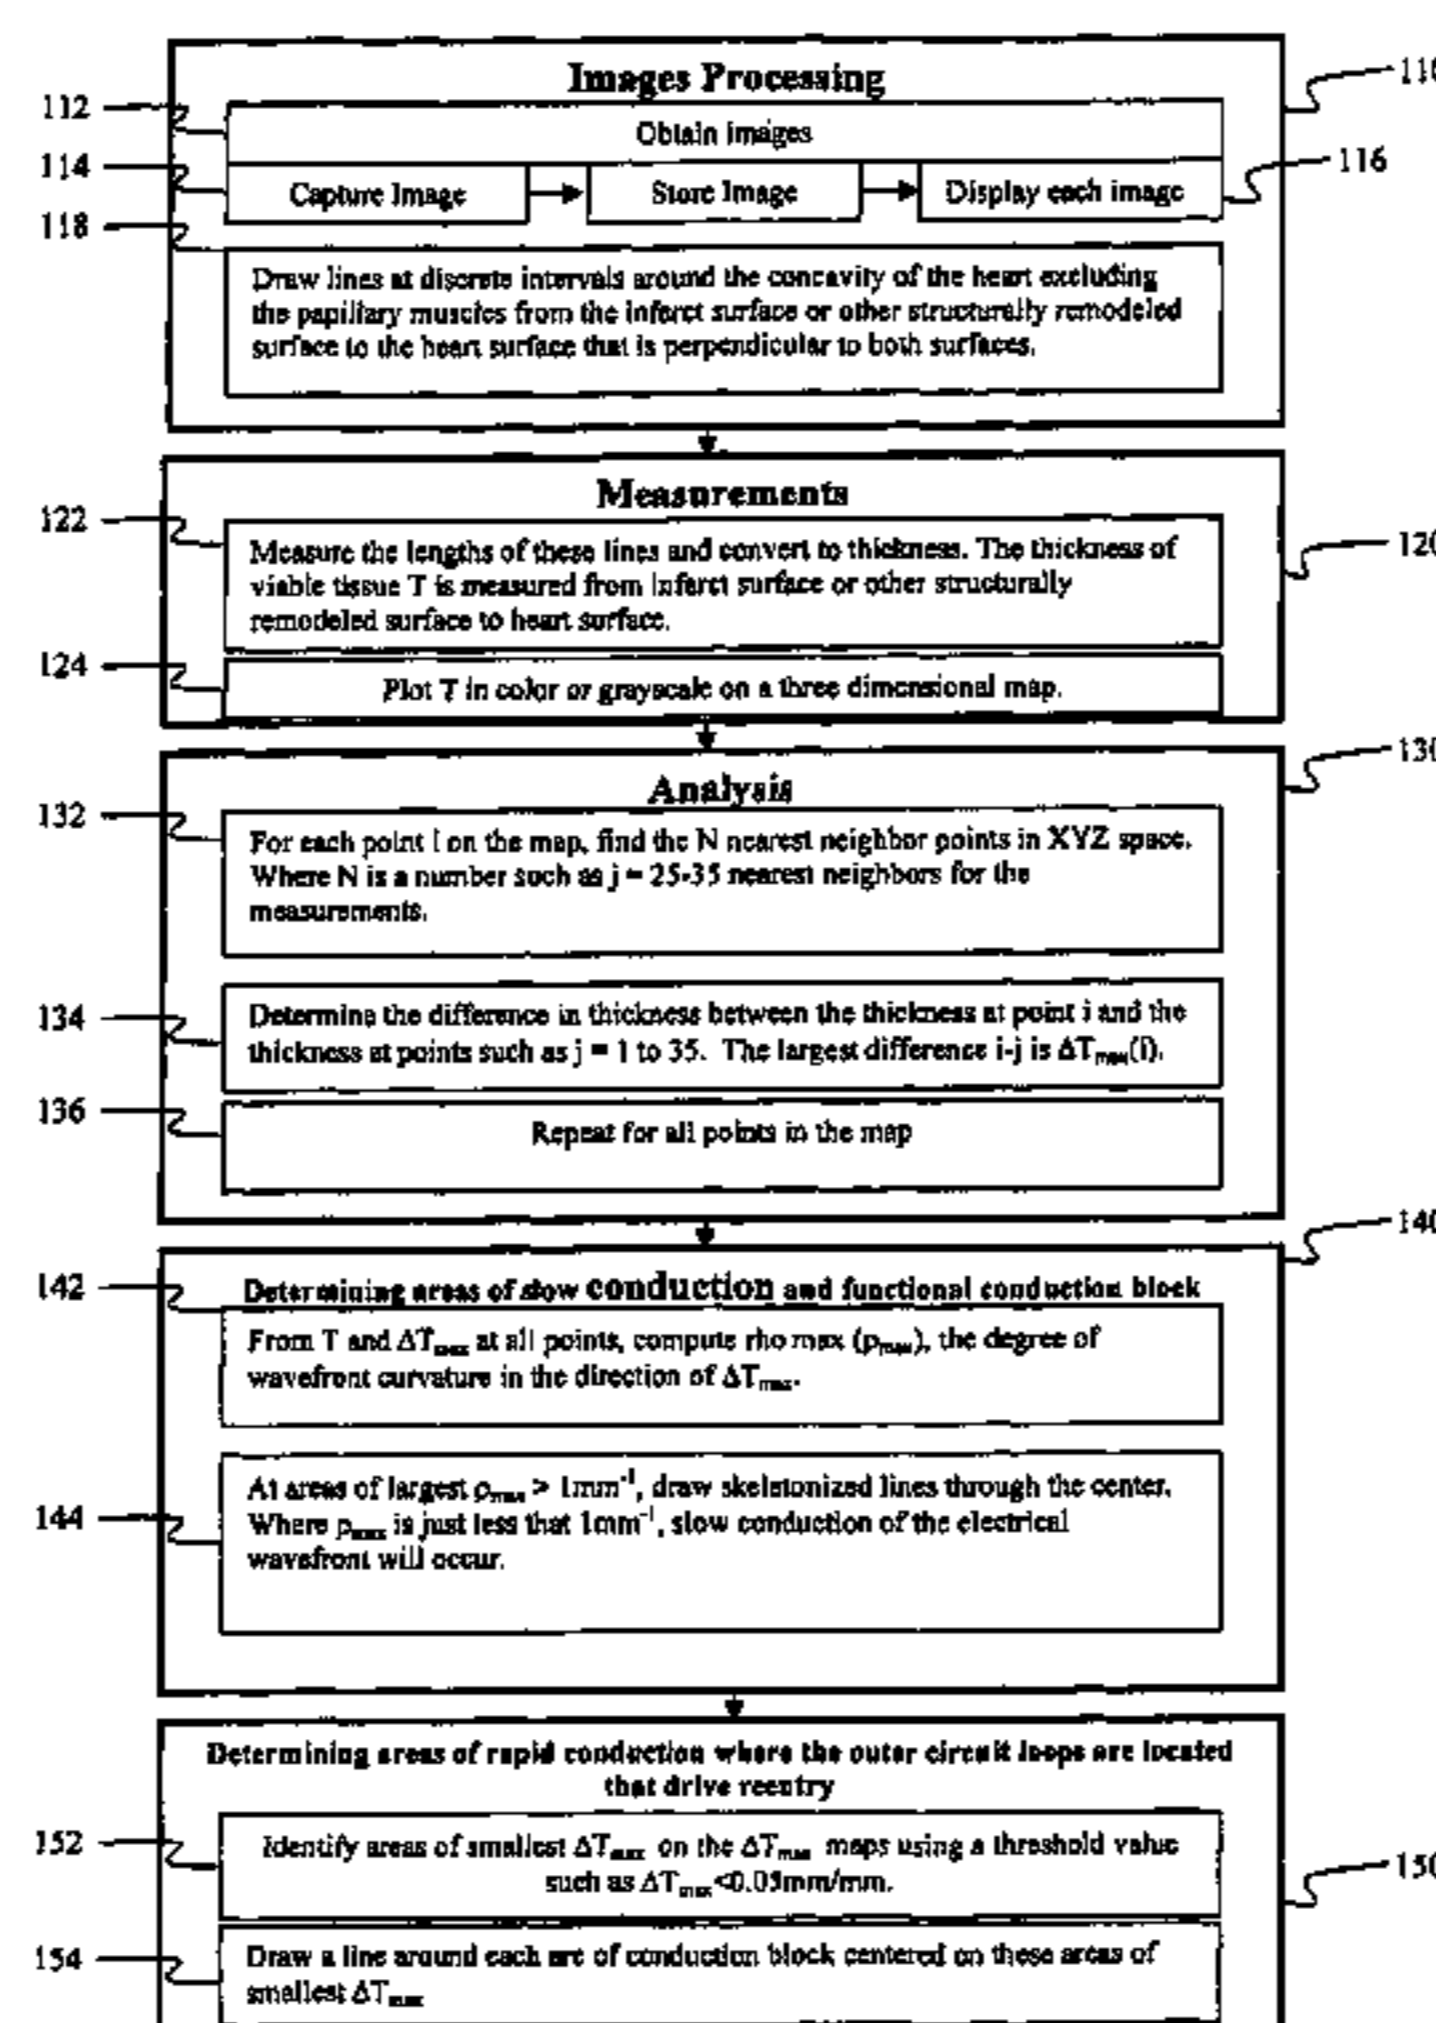 Images Processing
110
112
Obtain images
114
Capture Image
Store Image
Display each image
116
118
Draw lines at discrete intervals around the concavity of the heart excluding
the papillary muscles from the infarct surface or other structurally remodeled
surface to the heart surface that is perpendicular to both surfaces.
Measurements
120
122
Measure the lengths of these lines and convert to thickness. The thickness of
viable tissue T is measured from infarct surface or other structurally
remodeled surface to heart surface.
124
Plot T in color or grayscale on a three dimensional map.
Analysis
130
132
For each point i on the map, find the N nearest neighbor points in XYZ space.
Where N is a number such as j = 25-35 nearest neighbors for the
measurements.
134
Determine the difference in thickness between the thickness at point i and the
thickness at points such as j = 1 to 35. The largest difference i-j is ΔTmax(i).
136
Repeat for all points in the map
140
142
Determining areas of slow conduction and functional conduction block
From T and ΔTmax at all points, compute rho max (ρmax), the degree of
wavefront curvature in the direction of ΔTmax.
144
At areas of largest ρmax > 1mm⁻¹, draw skeletonized lines through the center.
Where ρmax is just less that 1mm⁻¹, slow conduction of the electrical
wavefront will occur.
Determining areas of rapid conduction where the outer circuit loops are located
that drive reentry
150
152
Identify areas of smallest ΔTmax on the ΔTmax maps using a threshold value
such as ΔTmax<0.05mm/mm.
154
Draw a line around each arc of conduction block centered on these areas of
smallest ΔTmax